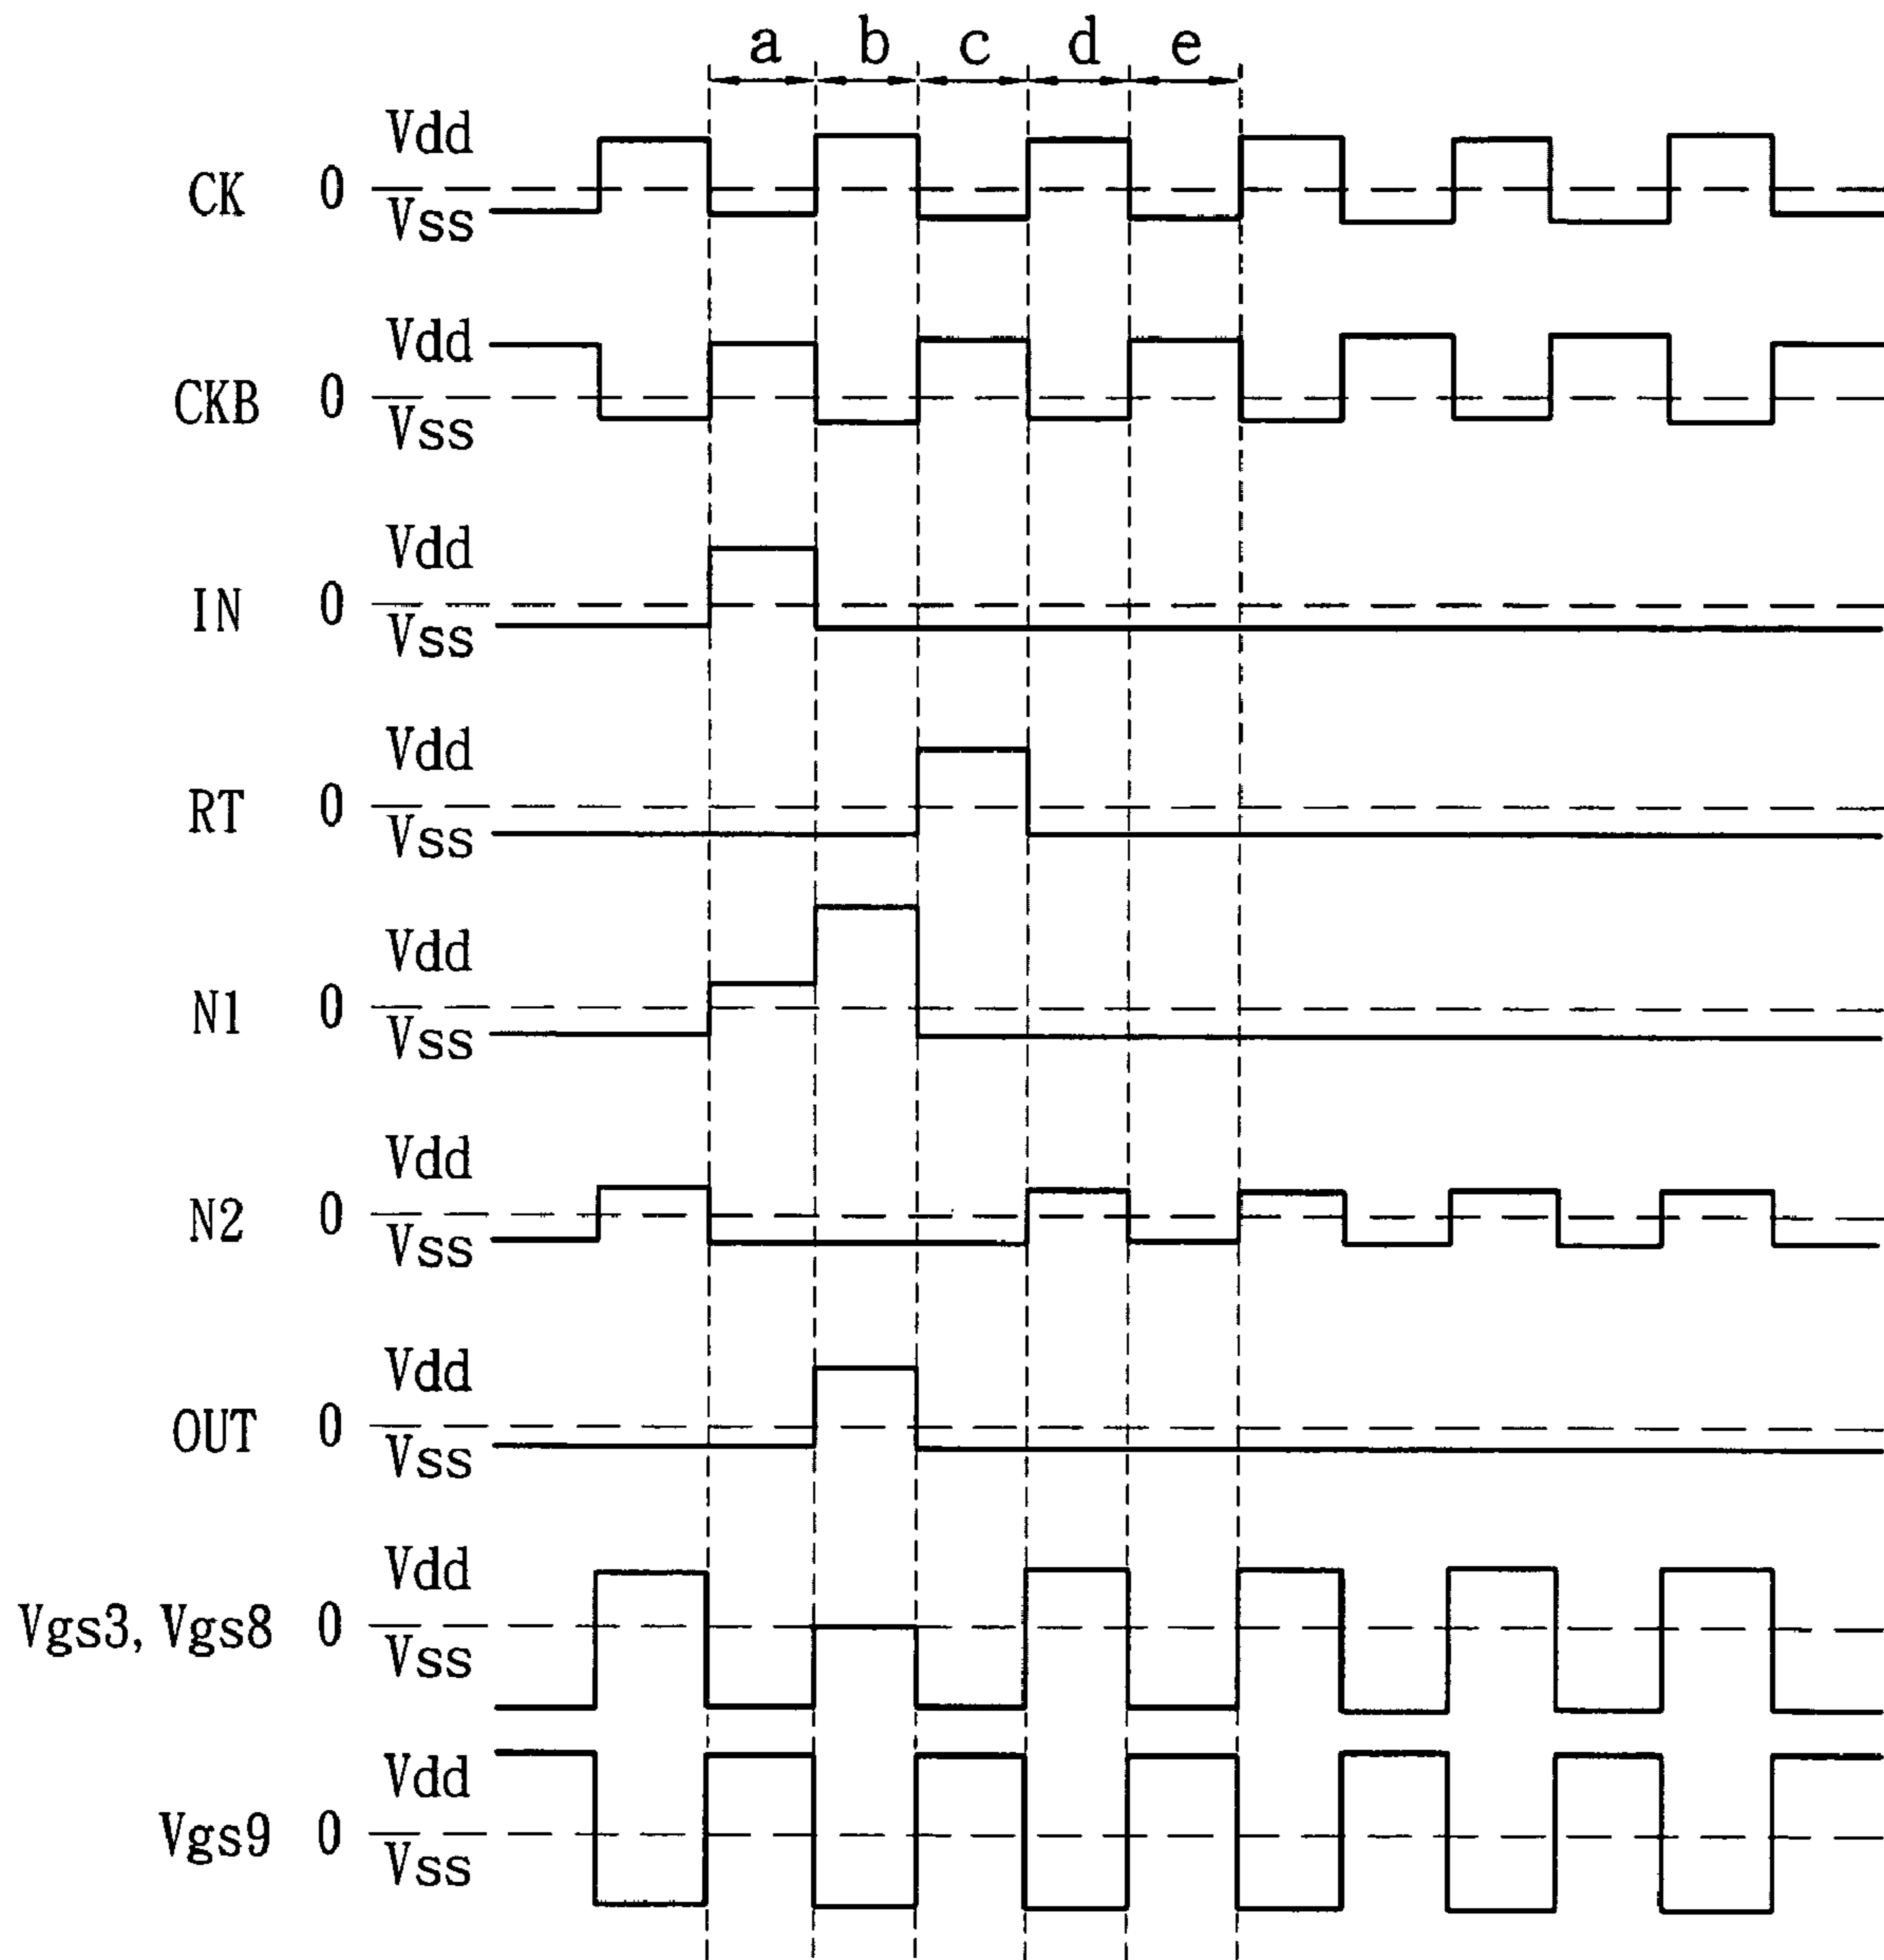 a b c d e
Vdd
CK 0
Vss
Vdd
CKB 0
Vss
Vdd
IN 0
Vss
Vdd
RT 0
Vss
Vdd
N1 0
Vss
Vdd
N2 0
Vss
Vdd
OUT 0
Vss
Vdd
Vgs3, Vgs8 0
Vss
Vdd
Vgs9 0
Vss